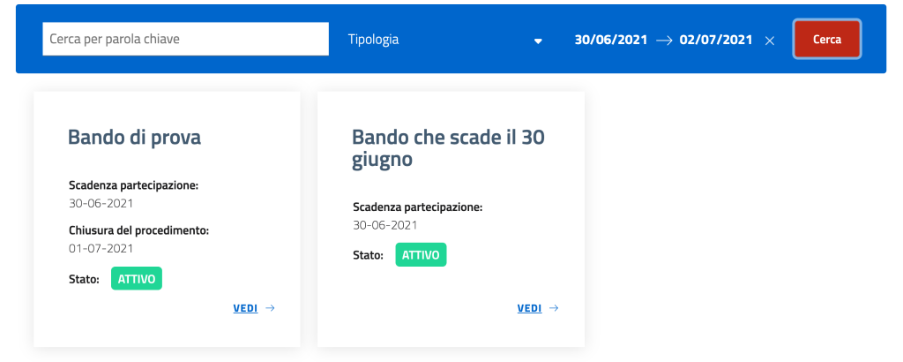 Cerca per parola chiave Tipologia 30/06/2021 → 02/07/2021 × Cerca
Bando di prova
Scadenza partecipazione:
30-06-2021
Chiusura del procedimento:
01-07-2021
Stato: ATTIVO
VEDI →
Bando che scade il 30
giugno
Scadenza partecipazione:
30-06-2021
Stato: ATTIVO
VEDI →